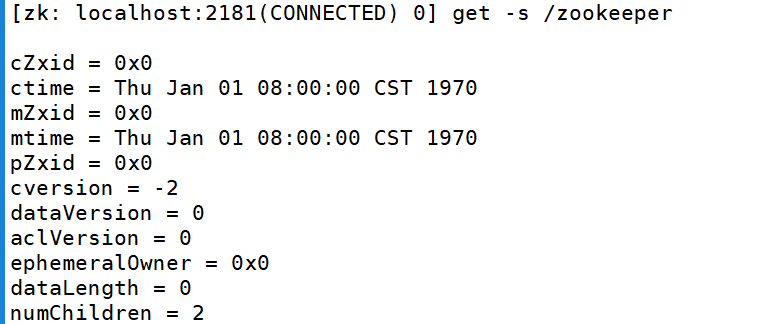 [zk: localhost:2181(CONNECTED) 0] get -s /zookeeper
cZxid = 0x0
ctime = Thu Jan 01 08:00:00 CST 1970
mZxid = 0x0
mtime = Thu Jan 01 08:00:00 CST 1970
pZxid = 0x0
cversion = -2
dataVersion = 0
aclVersion = 0
ephemeralOwner = 0x0
dataLength = 0
numChildren = 2